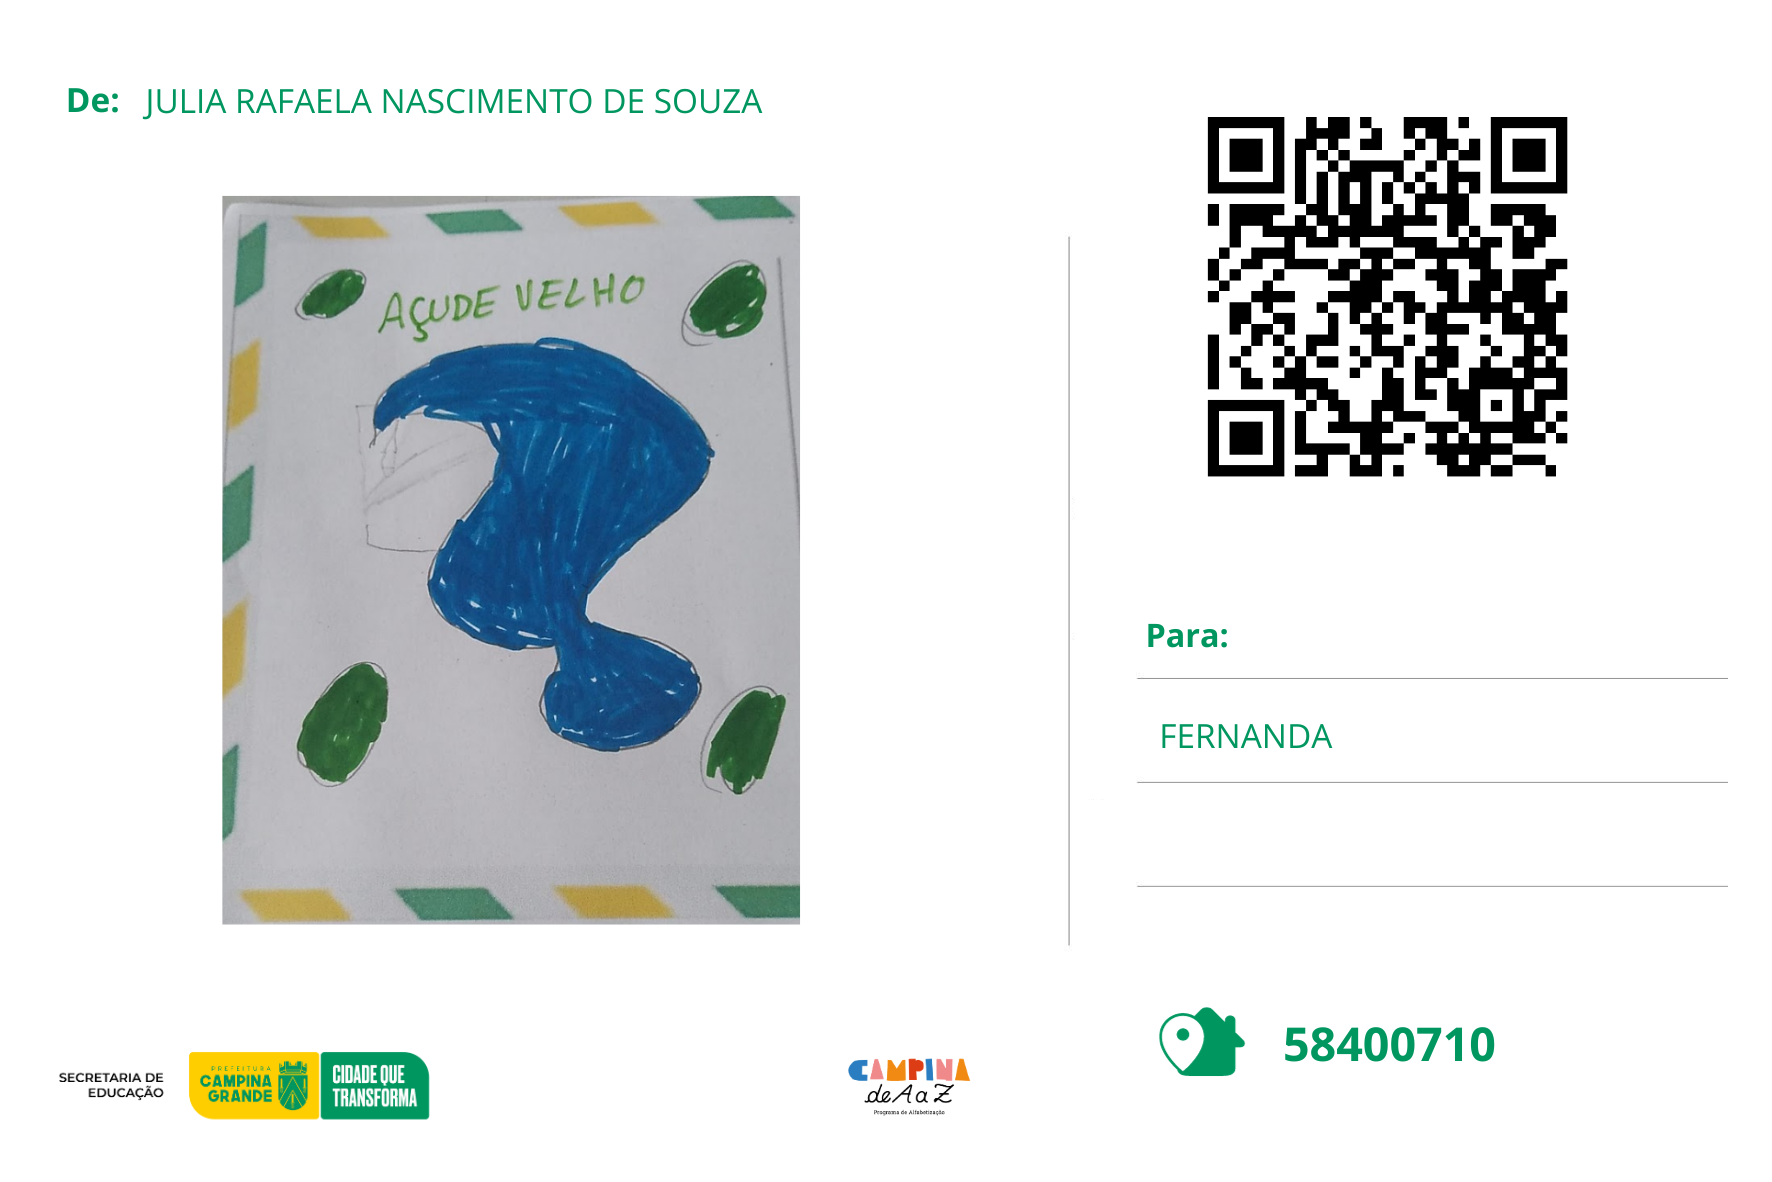 De: JULIA RAFAELA NASCIMENTO DE SOUZA
AÇUDE VELHO
Para:
FERNANDA
58400710
SECRETARIA DE
EDUCAÇÃO
PREFEITURA
CAMPINA
GRANDE
CIDADE QUE
TRANSFORMA
CAMPINA
de A a Z
Programa de Alfabetização